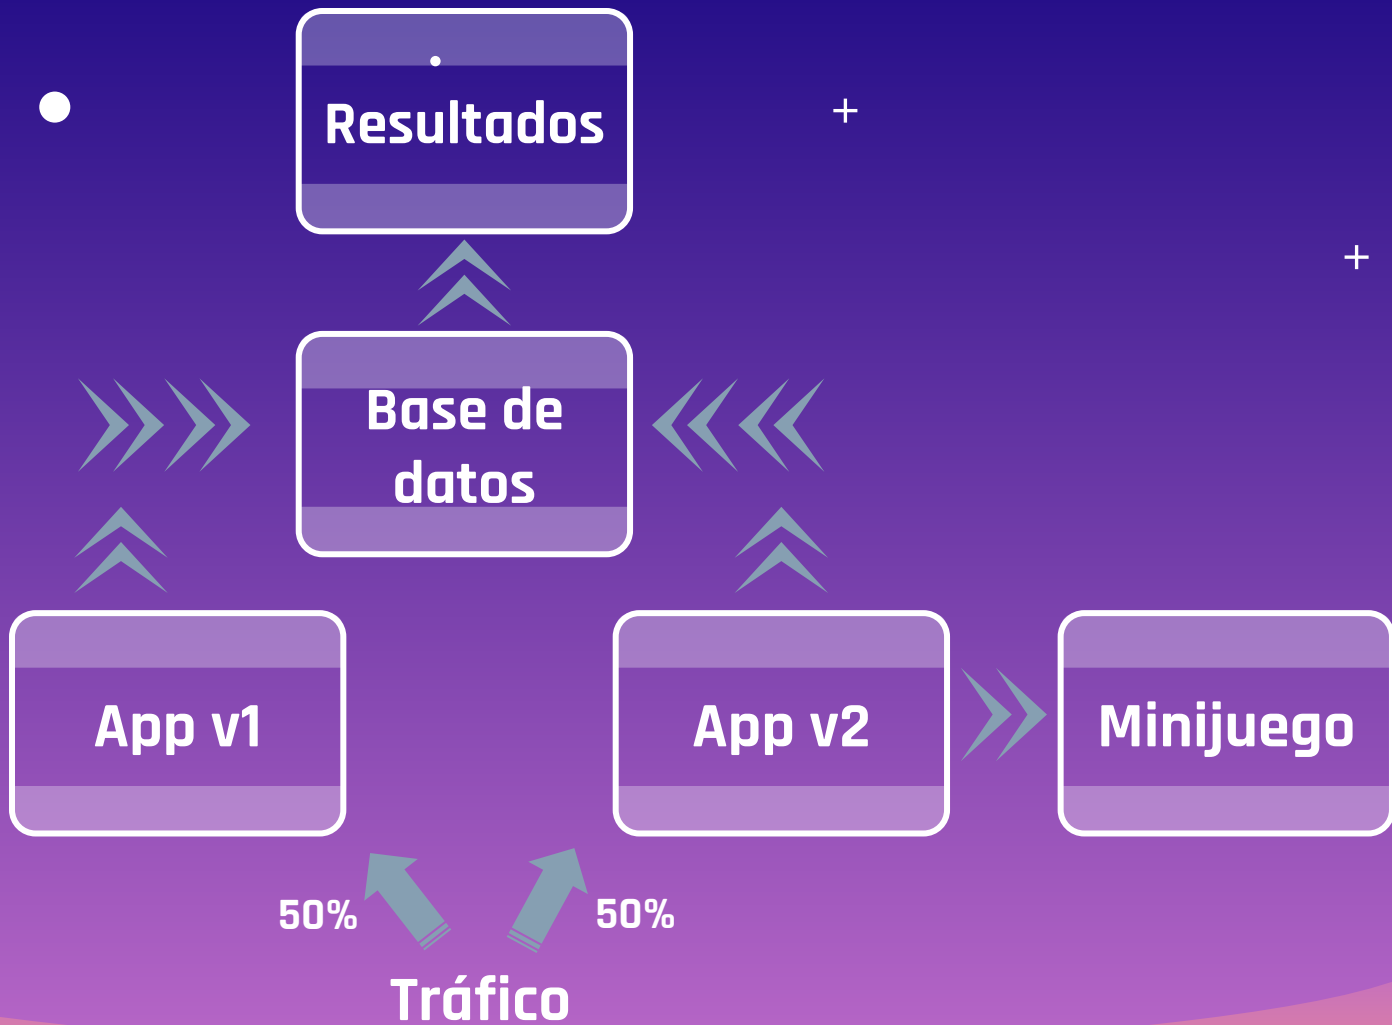 Resultados
Base de
datos
App v1
App v2
Minijuego
50%
50%
Tráfico